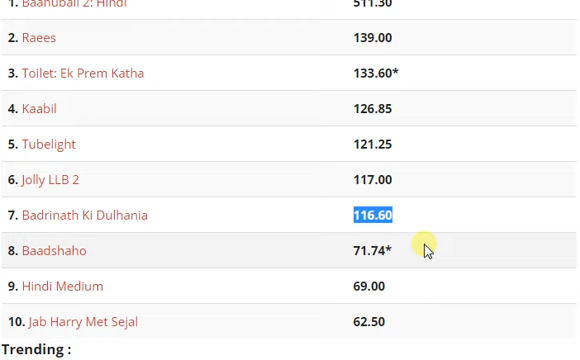 1. Baahubali 2: Hindi 511.30
2. Raees 139.00
3. Toilet: Ek Prem Katha 133.60*
4. Kaabil 126.85
5. Tubelight 121.25
6. Jolly LLB 2 117.00
7. Badrinath Ki Dulhania 116.60
8. Baadshaho 71.74*
9. Hindi Medium 69.00
10. Jab Harry Met Sejal 62.50
Trending :